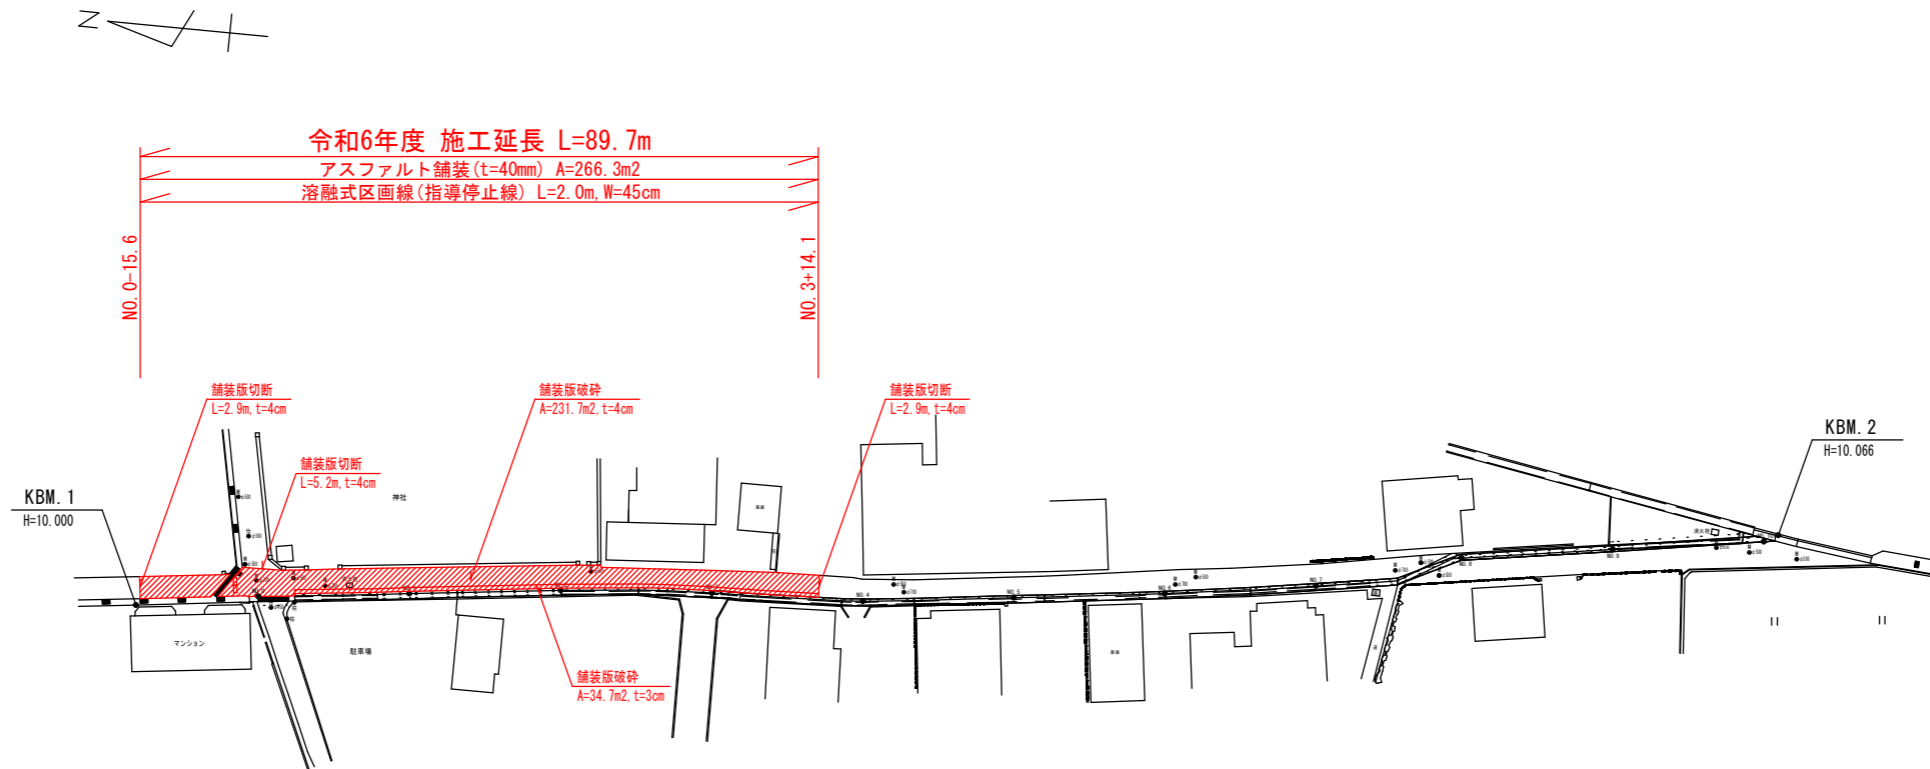 Z
令和6年度 施工延長 L=89.7m
アスファルト舗装(t=40mm) A=266.3m2
溶融式区画線(指導停止線) L=2.0m,W=45cm
NO.0-15.6
NO.3+14.1
舗装版切断
L=2.9m,t=4cm
舗装版破砕
A=231.7m2,t=4cm
舗装版切断
L=2.9m,t=4cm
舗装版切断
L=5.2m,t=4cm
KBM.1
H=10.000
KBM.2
H=10.066
神社
マンション
駐車場
舗装版破砕
A=34.7m2,t=3cm
NO.4
NO.5
NO.6
NO.7
NO.8
NO.9